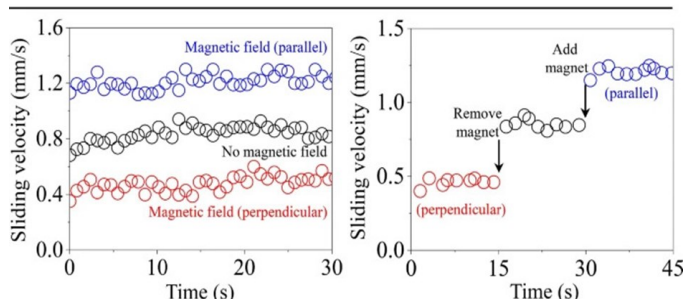 Sliding velocity (mm/s)
1.6
1.2
0.8
0.4
0.0
Magnetic field (parallel)
No magnetic field
Magnetic field (perpendicular)
0
10
20
30
Time (s)
Sliding velocity (mm/s)
1.5
1.0
0.5
0.0
Add
magnet
(parallel)
Remove
magnet
(perpendicular)
0
15
30
45
Time (s)